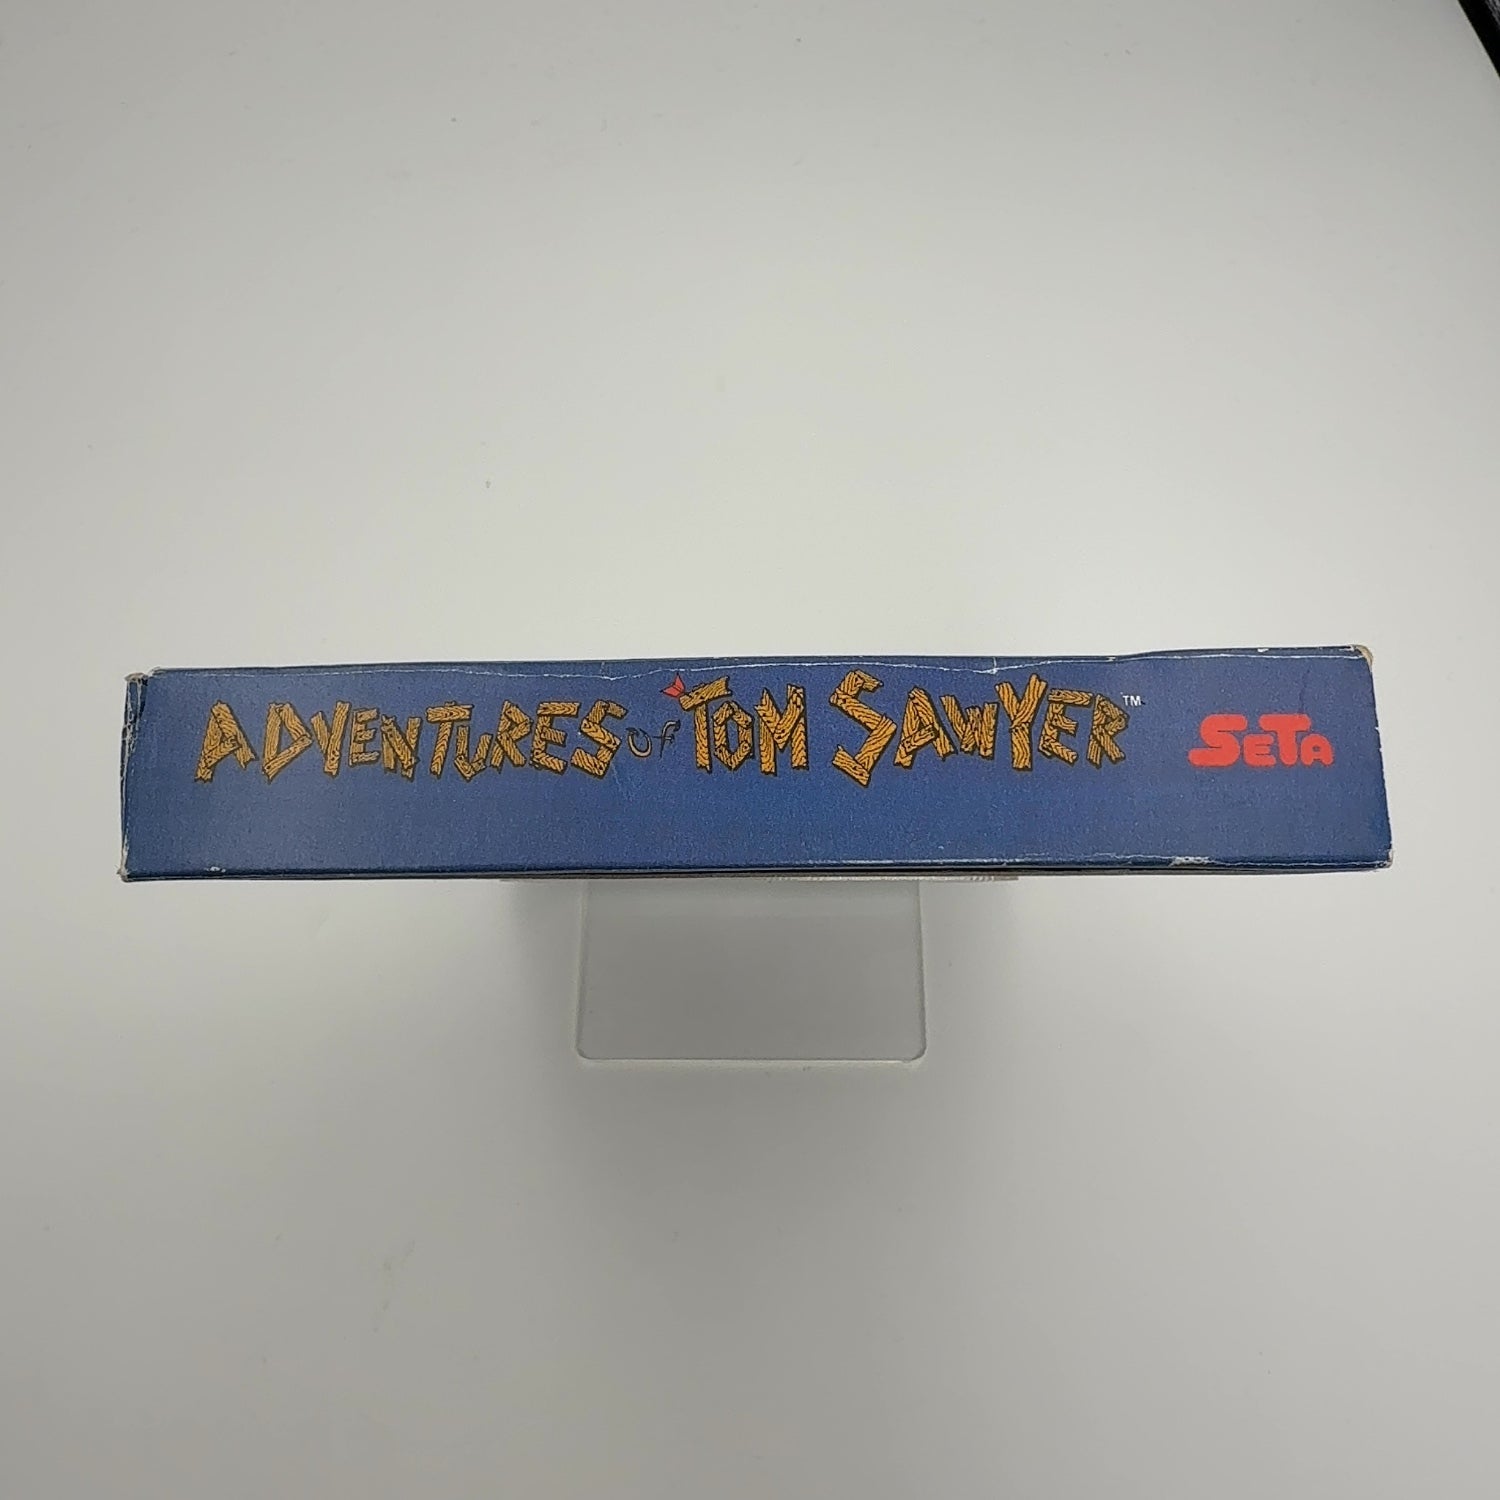 ADVENTURES of TOM SAWYER™ SETA